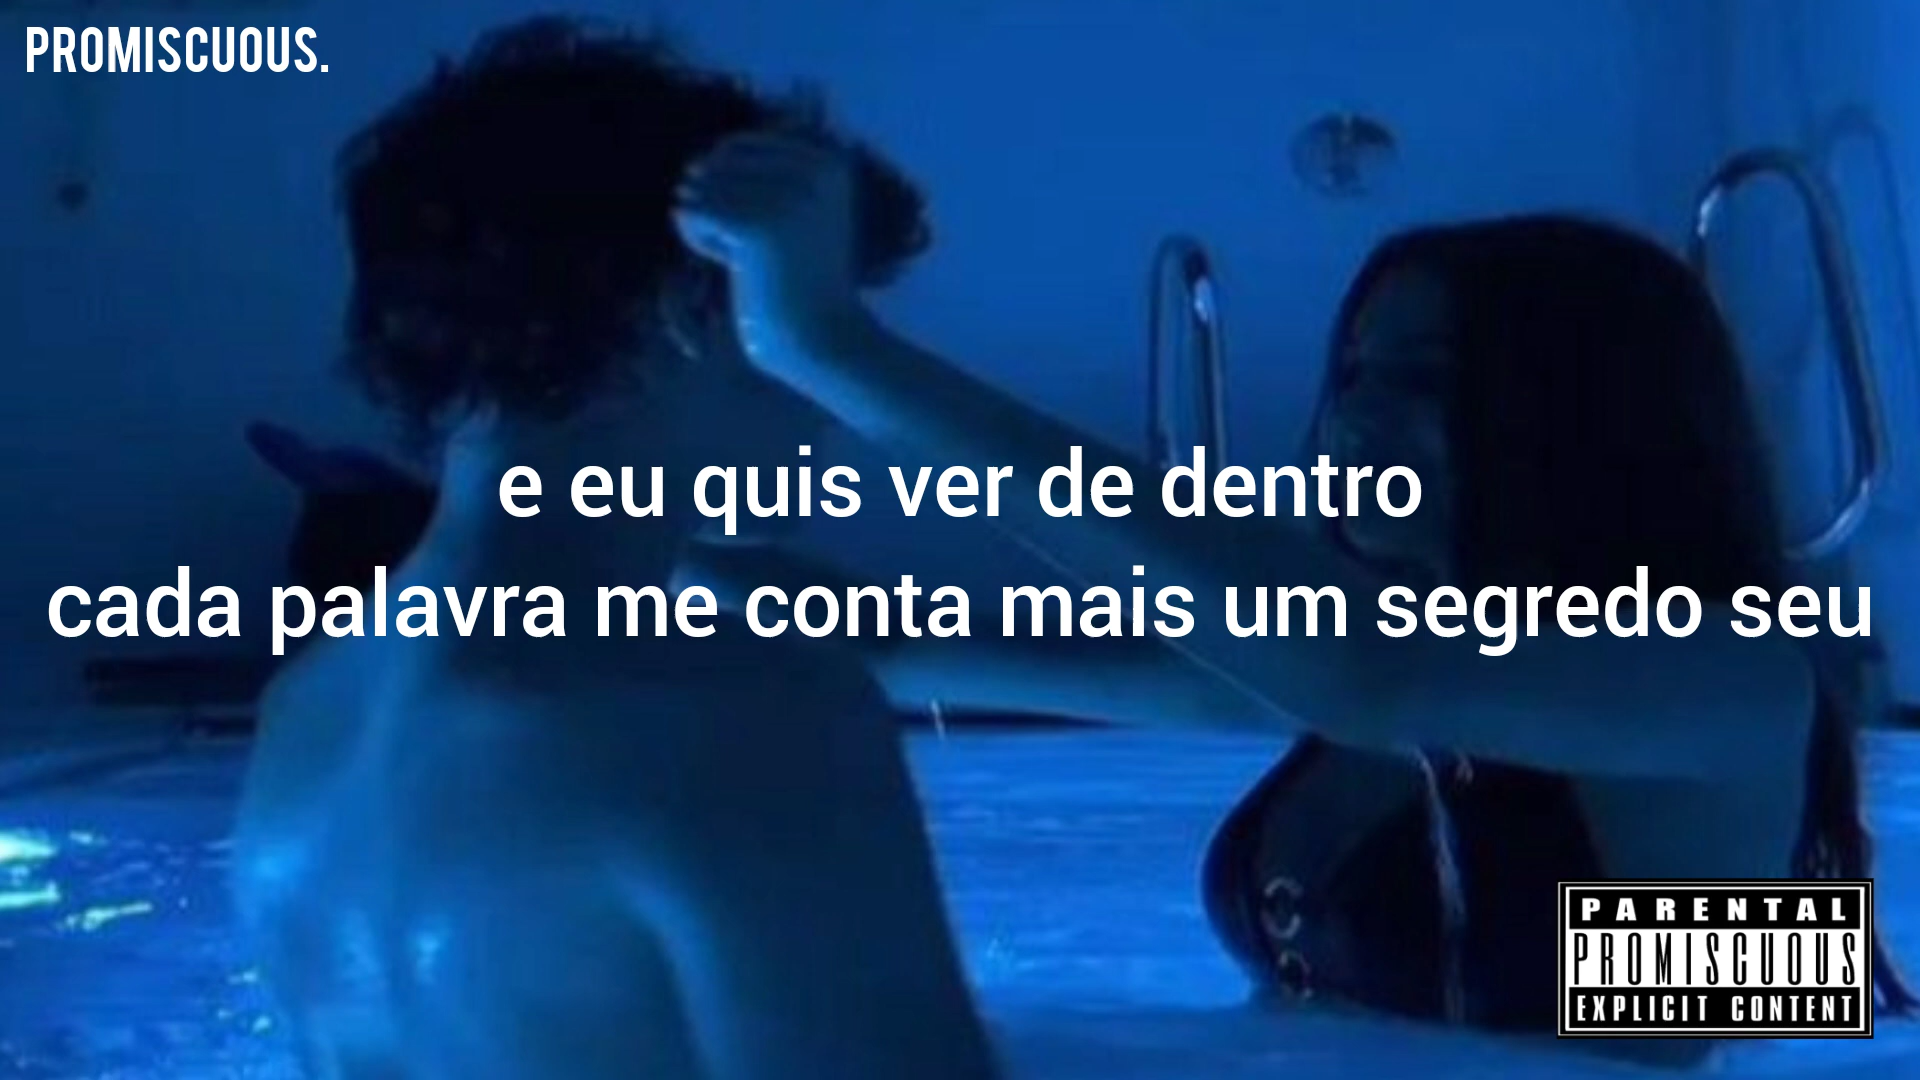 PROMISCUOUS.
e eu quis ver de dentro
cada palavra me conta mais um segredo seu
PARENTAL
PROMISCUOUS
EXPLICIT CONTENT